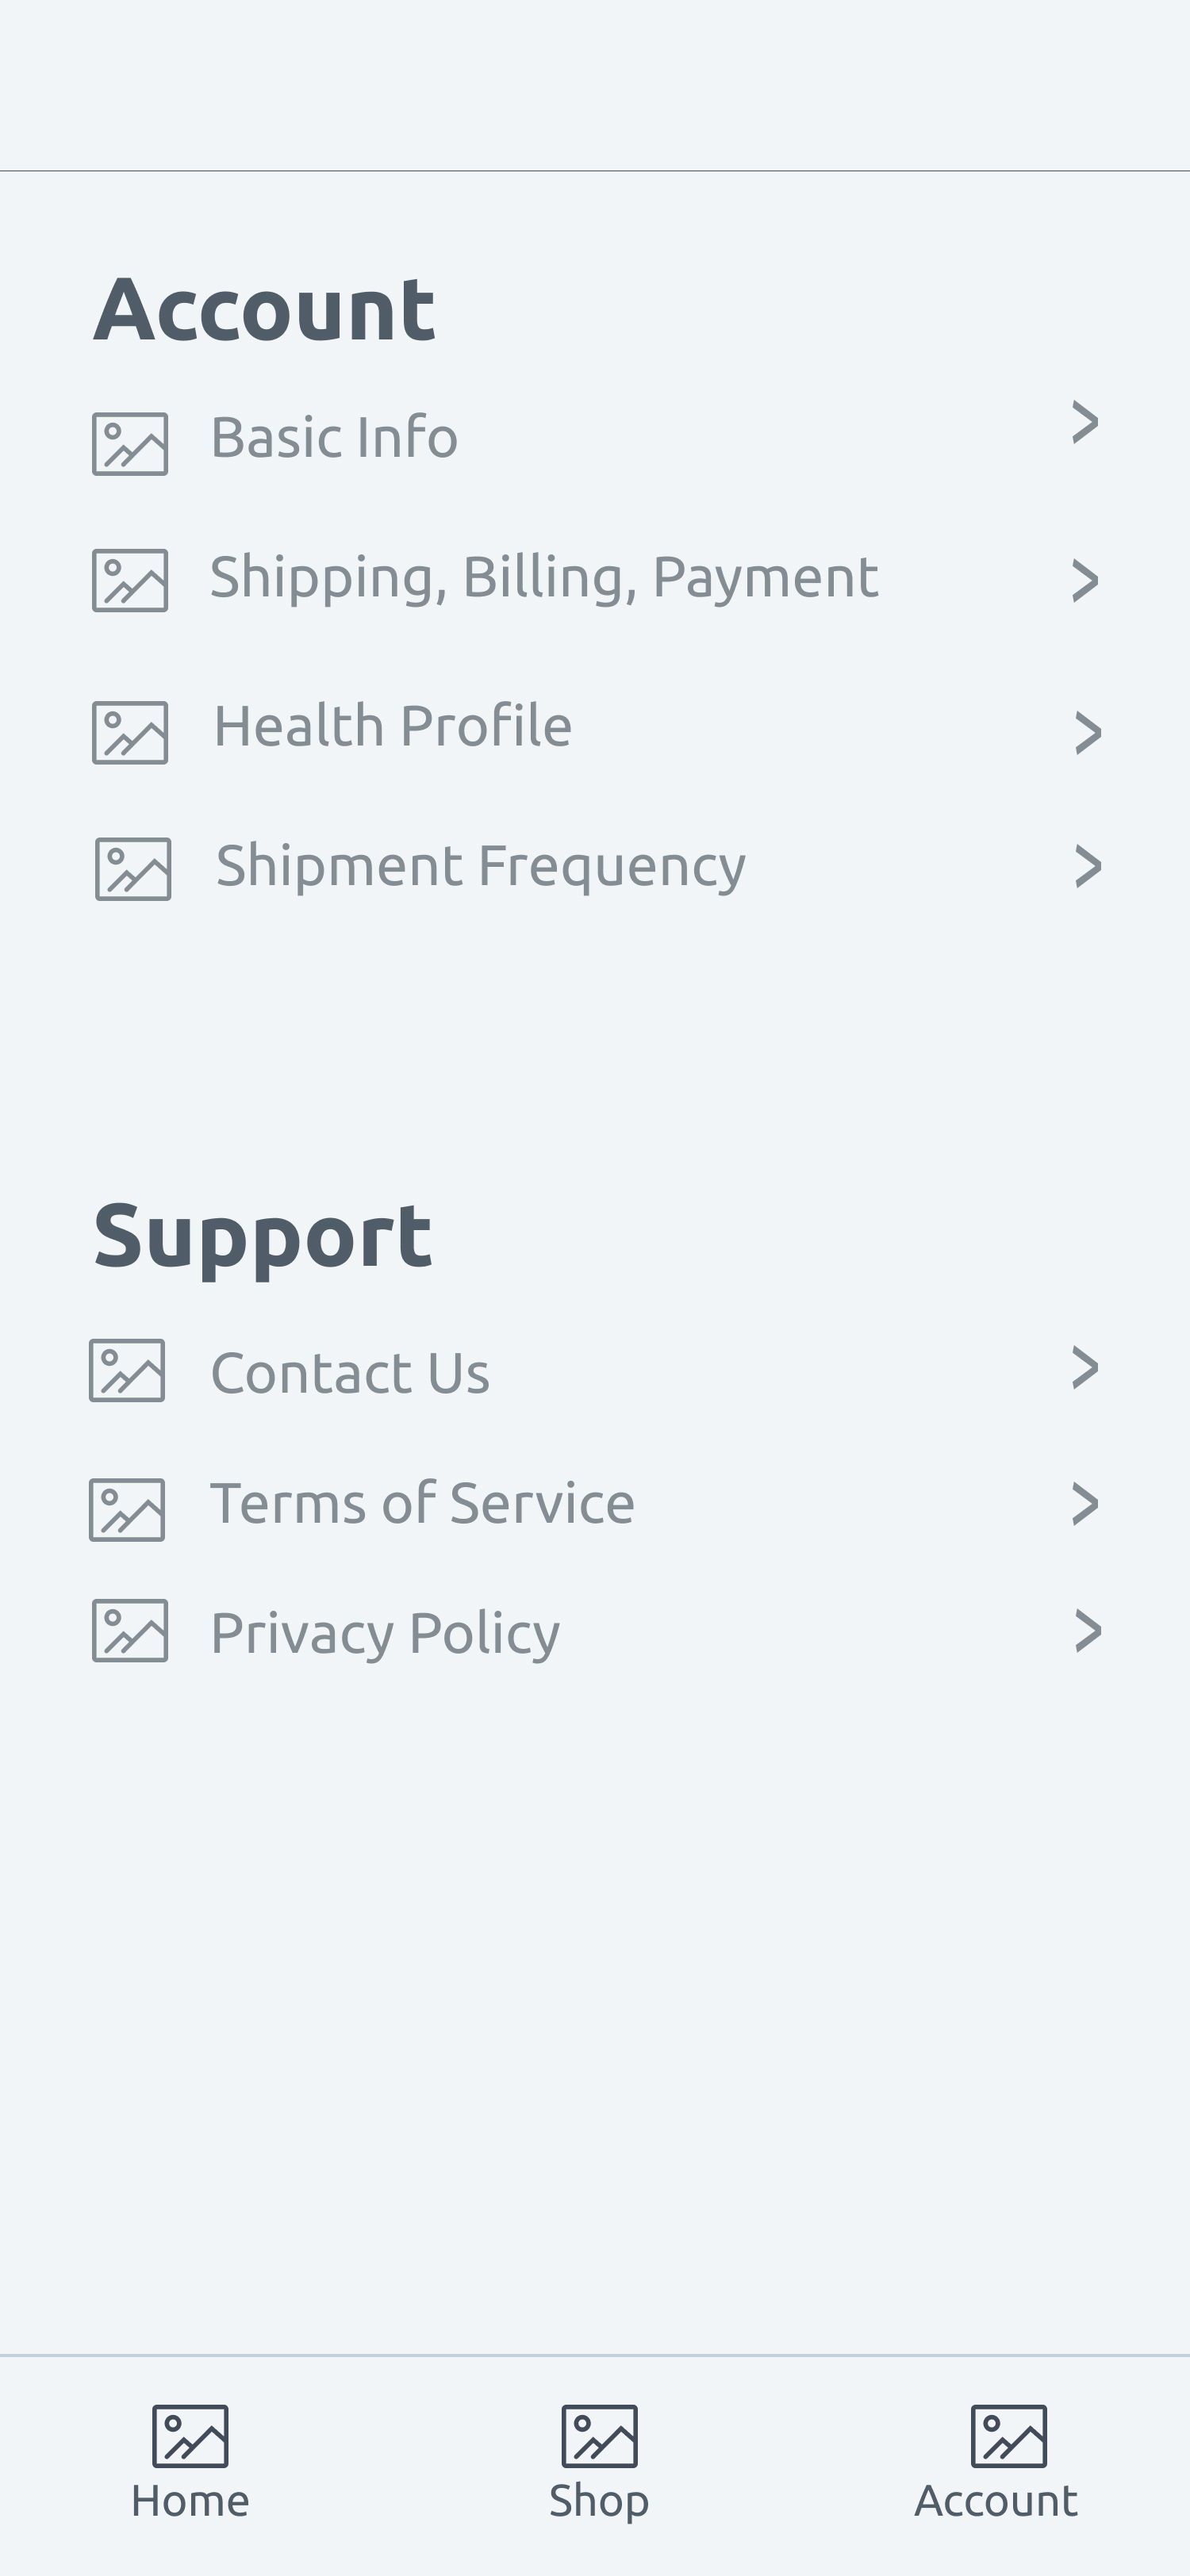 Account
Basic Info
Shipping, Billing, Payment
Health Profile
Shipment Frequency
Support
Contact Us
Terms of Service
Privacy Policy
Home
Shop
Account